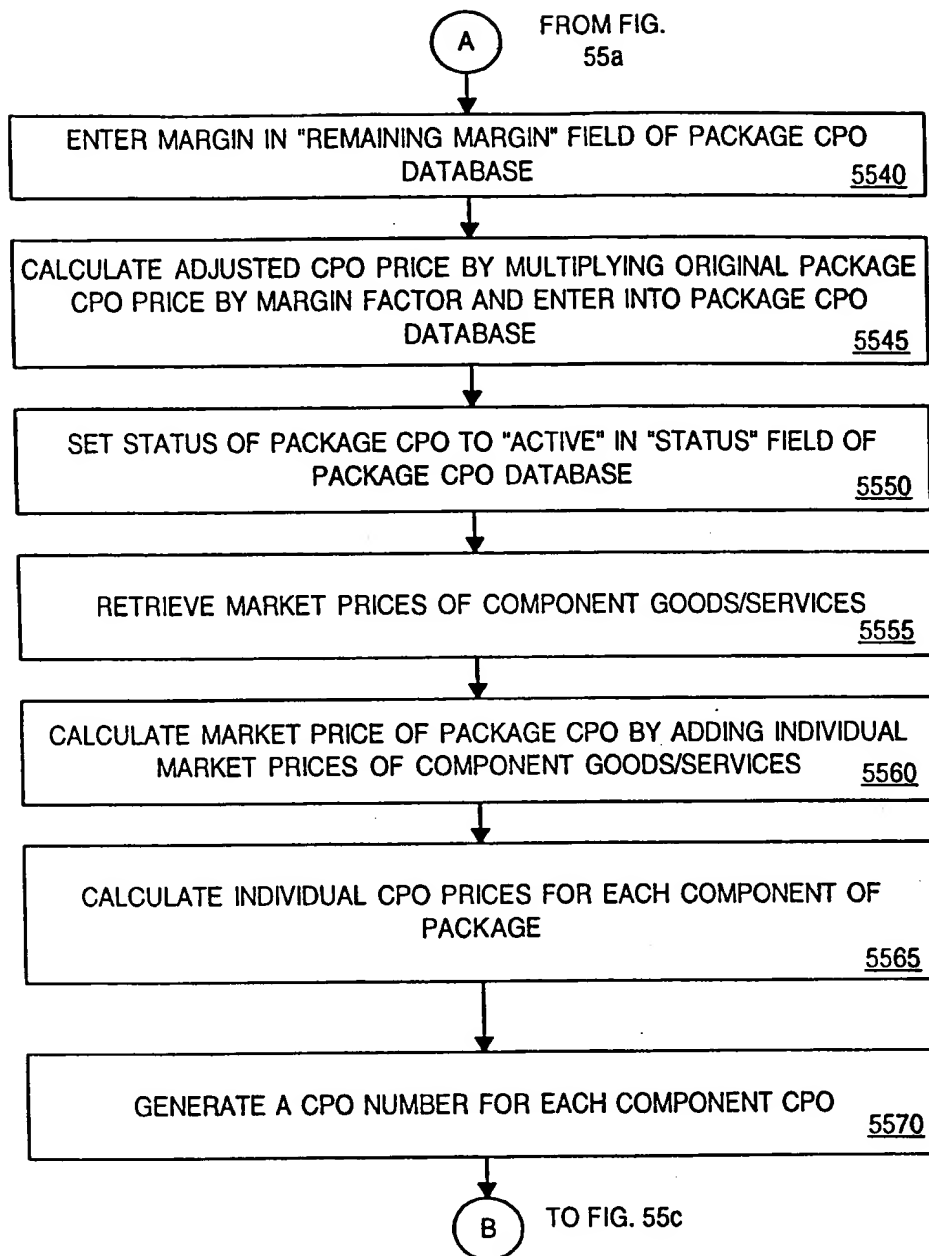 A
FROM FIG.
55a
ENTER MARGIN IN "REMAINING MARGIN" FIELD OF PACKAGE CPO
DATABASE
5540
CALCULATE ADJUSTED CPO PRICE BY MULTIPLYING ORIGINAL PACKAGE
CPO PRICE BY MARGIN FACTOR AND ENTER INTO PACKAGE CPO
DATABASE
5545
SET STATUS OF PACKAGE CPO TO "ACTIVE" IN "STATUS" FIELD OF
PACKAGE CPO DATABASE
5550
RETRIEVE MARKET PRICES OF COMPONENT GOODS/SERVICES
5555
CALCULATE MARKET PRICE OF PACKAGE CPO BY ADDING INDIVIDUAL
MARKET PRICES OF COMPONENT GOODS/SERVICES
5560
CALCULATE INDIVIDUAL CPO PRICES FOR EACH COMPONENT OF
PACKAGE
5565
GENERATE A CPO NUMBER FOR EACH COMPONENT CPO
5570
B
TO FIG. 55c